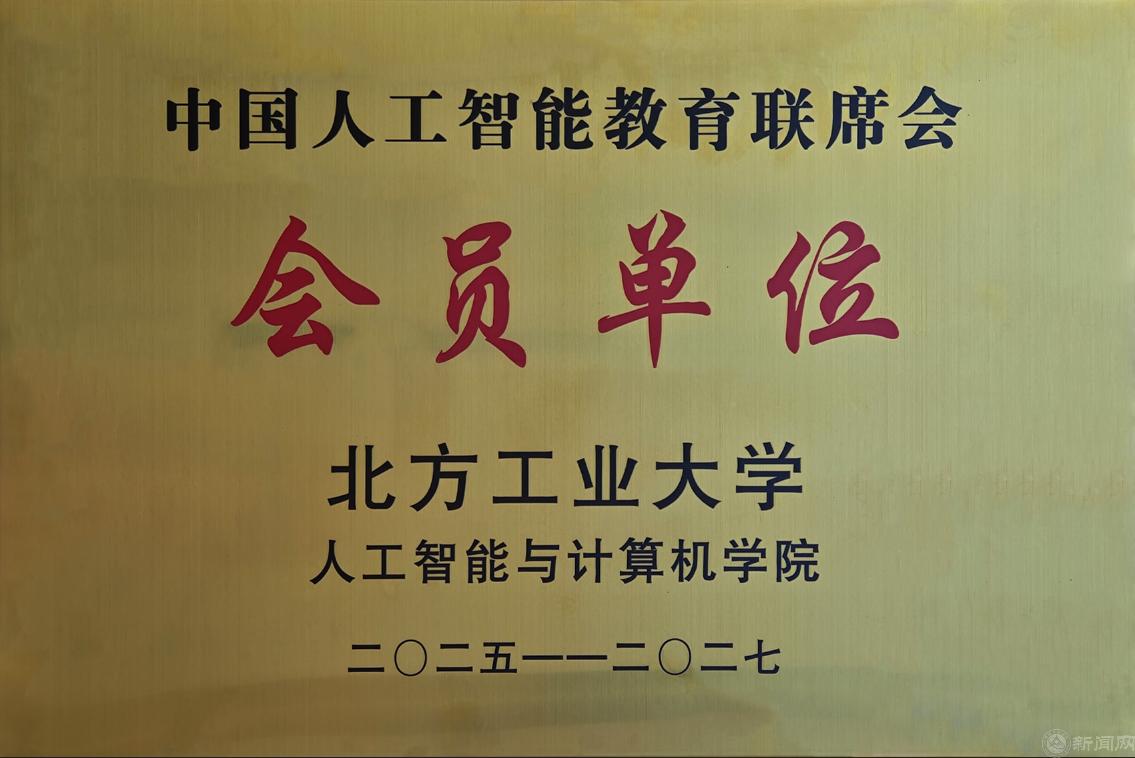 中国人工智能教育联席会
会员单位
北方工业大学
人工智能与计算机学院
二〇二五——二〇二七
新闻网